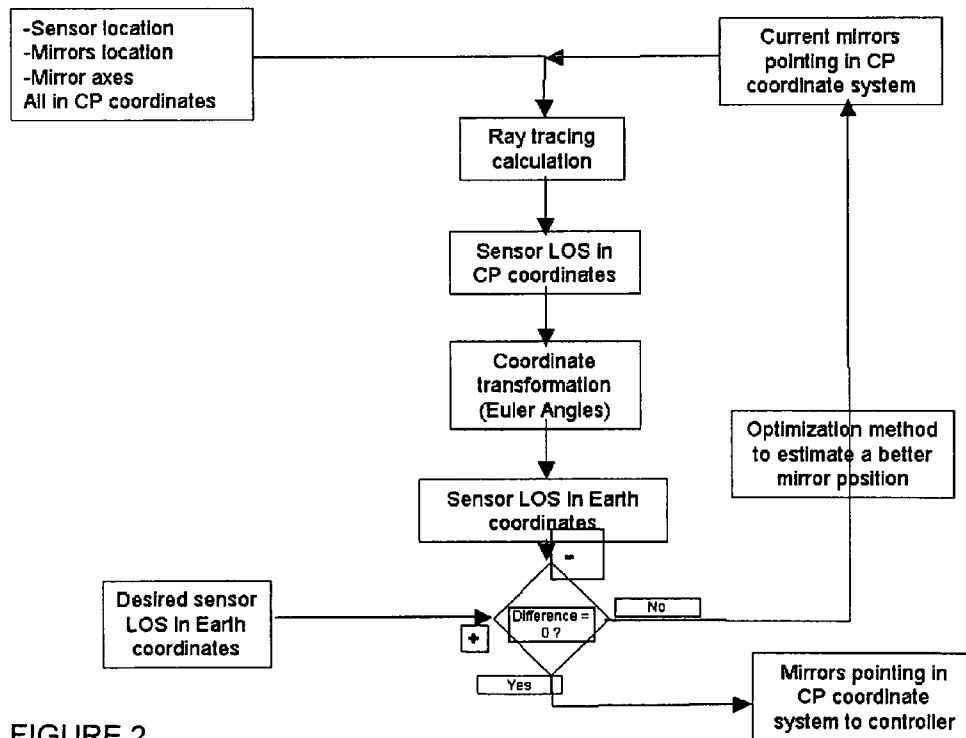 -Sensor location
-Mirrors location
-Mirror axes
All in CP coordinates
Current mirrors
pointing in CP
coordinate system
Ray tracing
calculation
Sensor LOS in
CP coordinates
Coordinate
transformation
(Euler Angles)
Optimization method
to estimate a better
mirror position
Sensor LOS in Earth
coordinates
-
Desired sensor
LOS in Earth
coordinates
+
Difference =
0 ?
No
Yes
Mirrors pointing in
CP coordinate
system to controller
FIGURE 2